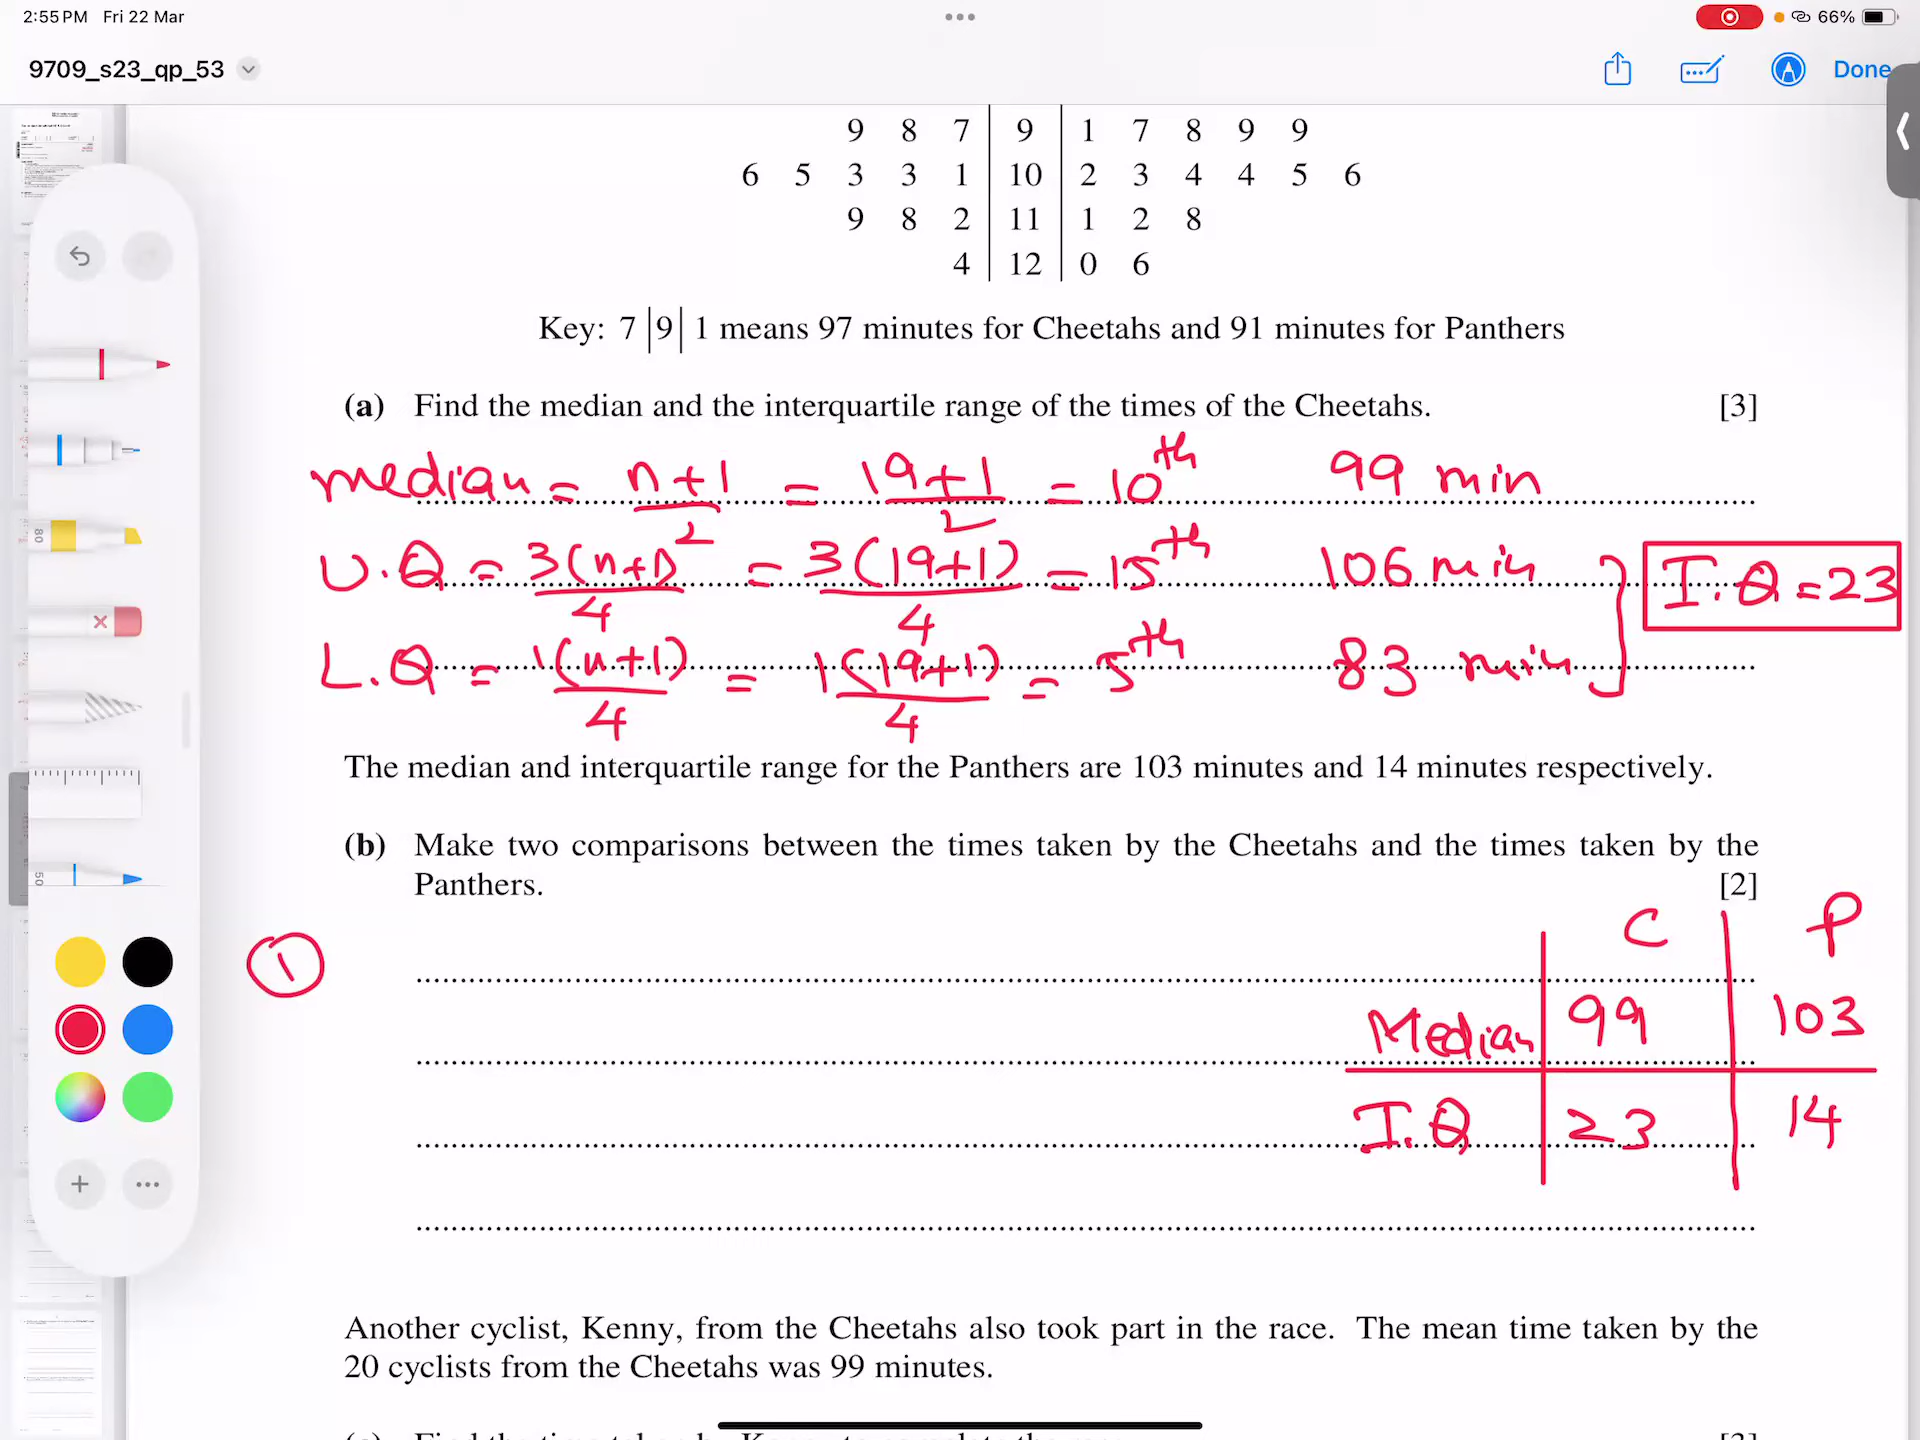 2:55 PM Fri 22 Mar
66%
9709_s23_qp_53
Done
9 8 7 | 9 | 1 7 8 9 9
6 5 3 3 1 | 10 | 2 3 4 4 5 6
9 8 2 | 11 | 1 2 8
4 | 12 | 0 6
Key: 7 |9| 1 means 97 minutes for Cheetahs and 91 minutes for Panthers
(a) Find the median and the interquartile range of the times of the Cheetahs. [3]
median = n+1/2 = 19+1/2 = 10th 99 min
U.Q = 3(n+1)/4 = 3(19+1)/4 = 15th 106 min
I.Q = 23
L.Q = 1(n+1)/4 = 1(19+1)/4 = 5th 83 min
The median and interquartile range for the Panthers are 103 minutes and 14 minutes respectively.
(b) Make two comparisons between the times taken by the Cheetahs and the times taken by the
Panthers. [2]
C P
1
Median 99 103
I.Q 23 14
Another cyclist, Kenny, from the Cheetahs also took part in the race. The mean time taken by the
20 cyclists from the Cheetahs was 99 minutes.
80
50